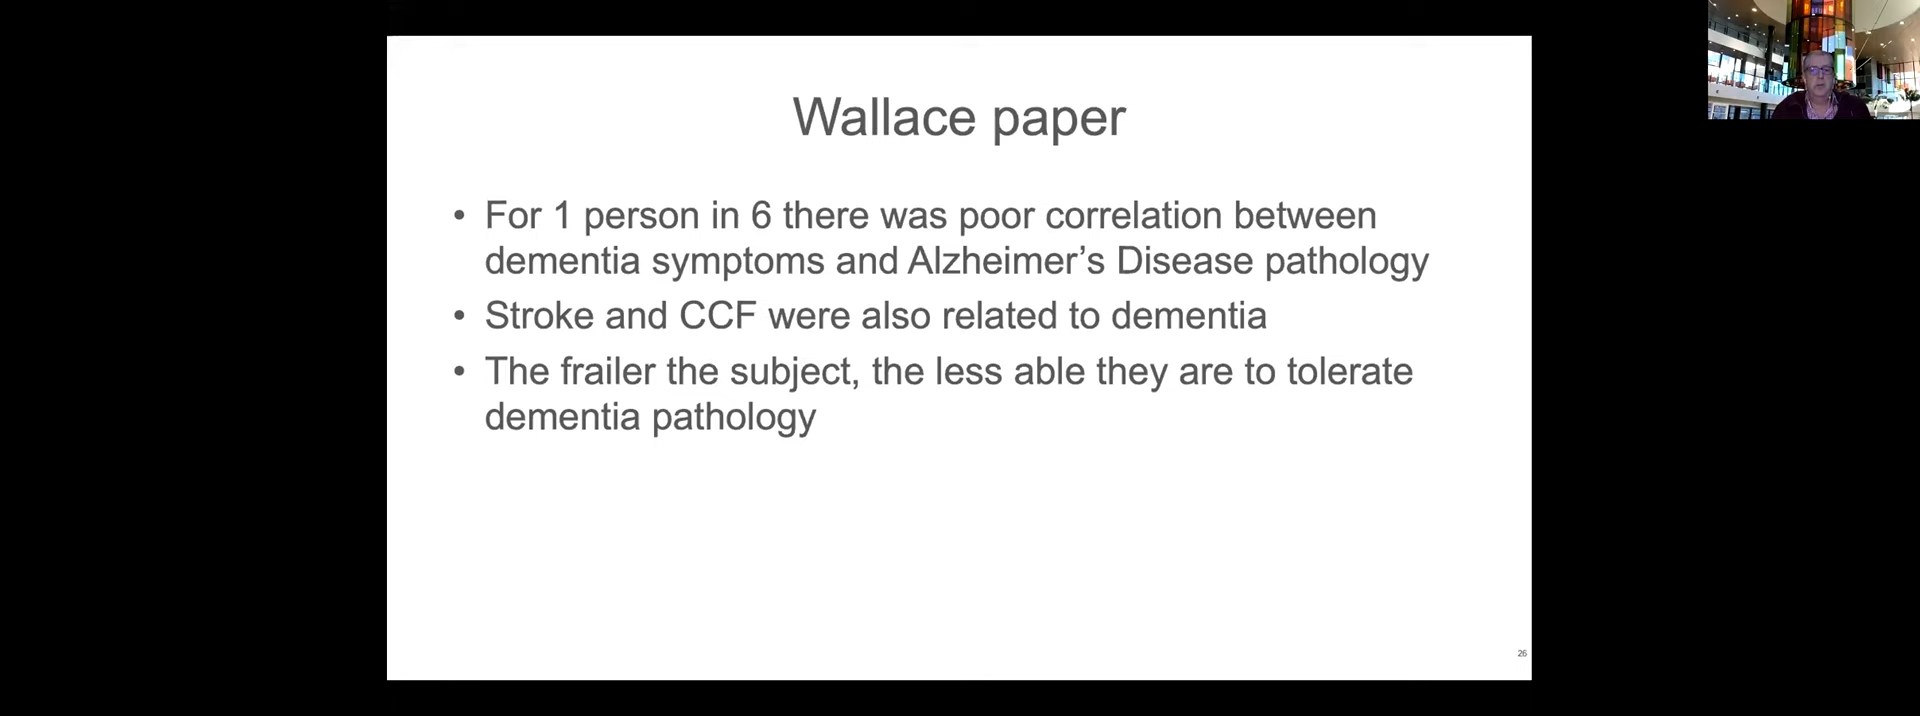 Wallace paper
• For 1 person in 6 there was poor correlation between
dementia symptoms and Alzheimer’s Disease pathology
• Stroke and CCF were also related to dementia
• The frailer the subject, the less able they are to tolerate
dementia pathology
26